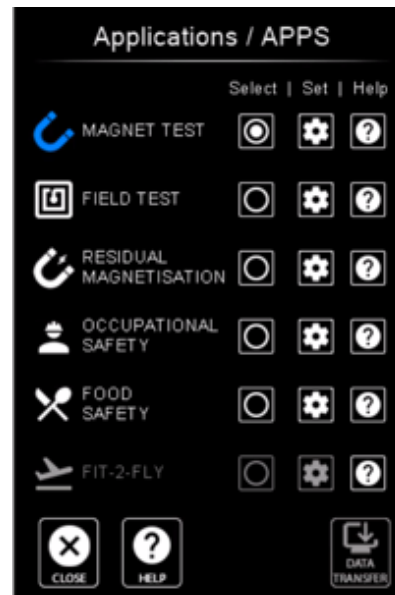 Applications / APPS
Select | Set | Help
MAGNET TEST
FIELD TEST
RESIDUAL
MAGNETISATION
OCCUPATIONAL
SAFETY
FOOD
SAFETY
FIT-2-FLY
CLOSE
HELP
DATA
TRANSFER